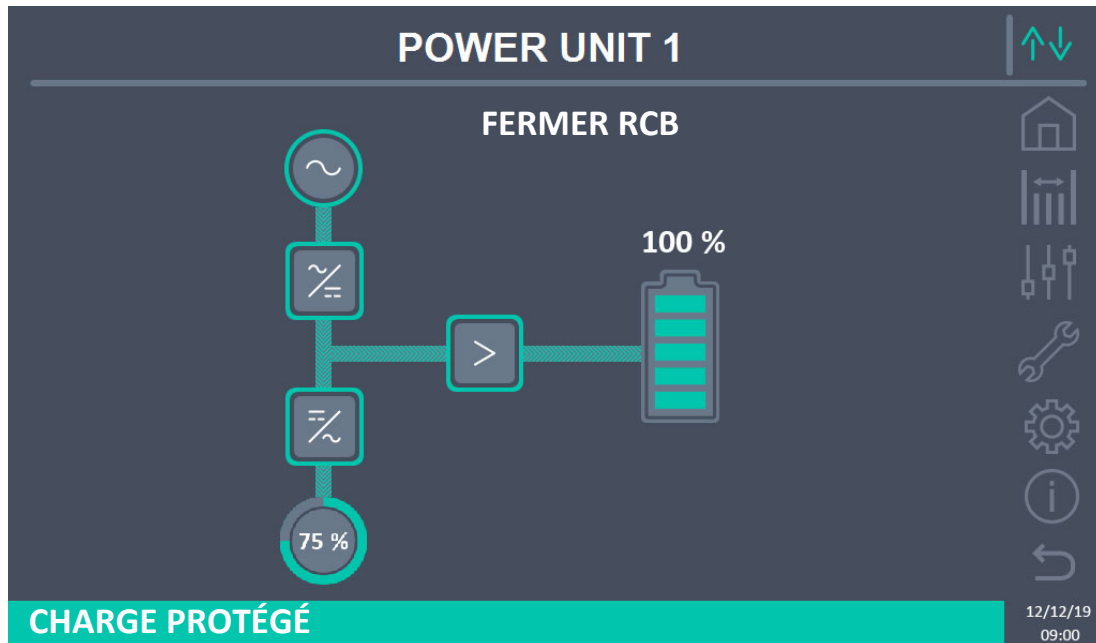 POWER UNIT 1
FERMER RCB
100 %
75 %
CHARGE PROTÉGÉ
12/12/19
09:00